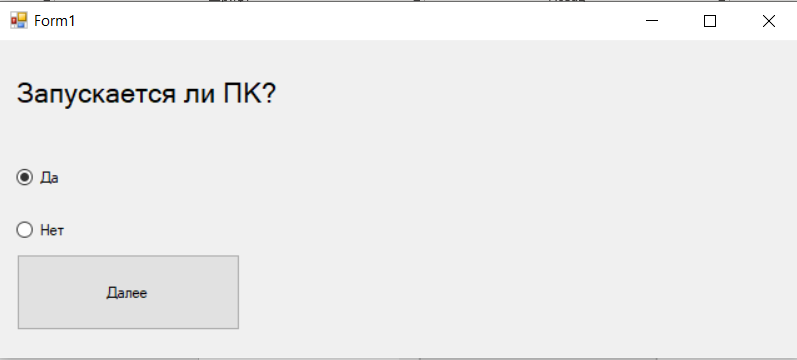 Form1
Запускается ли ПК?
Да
Нет
Далее